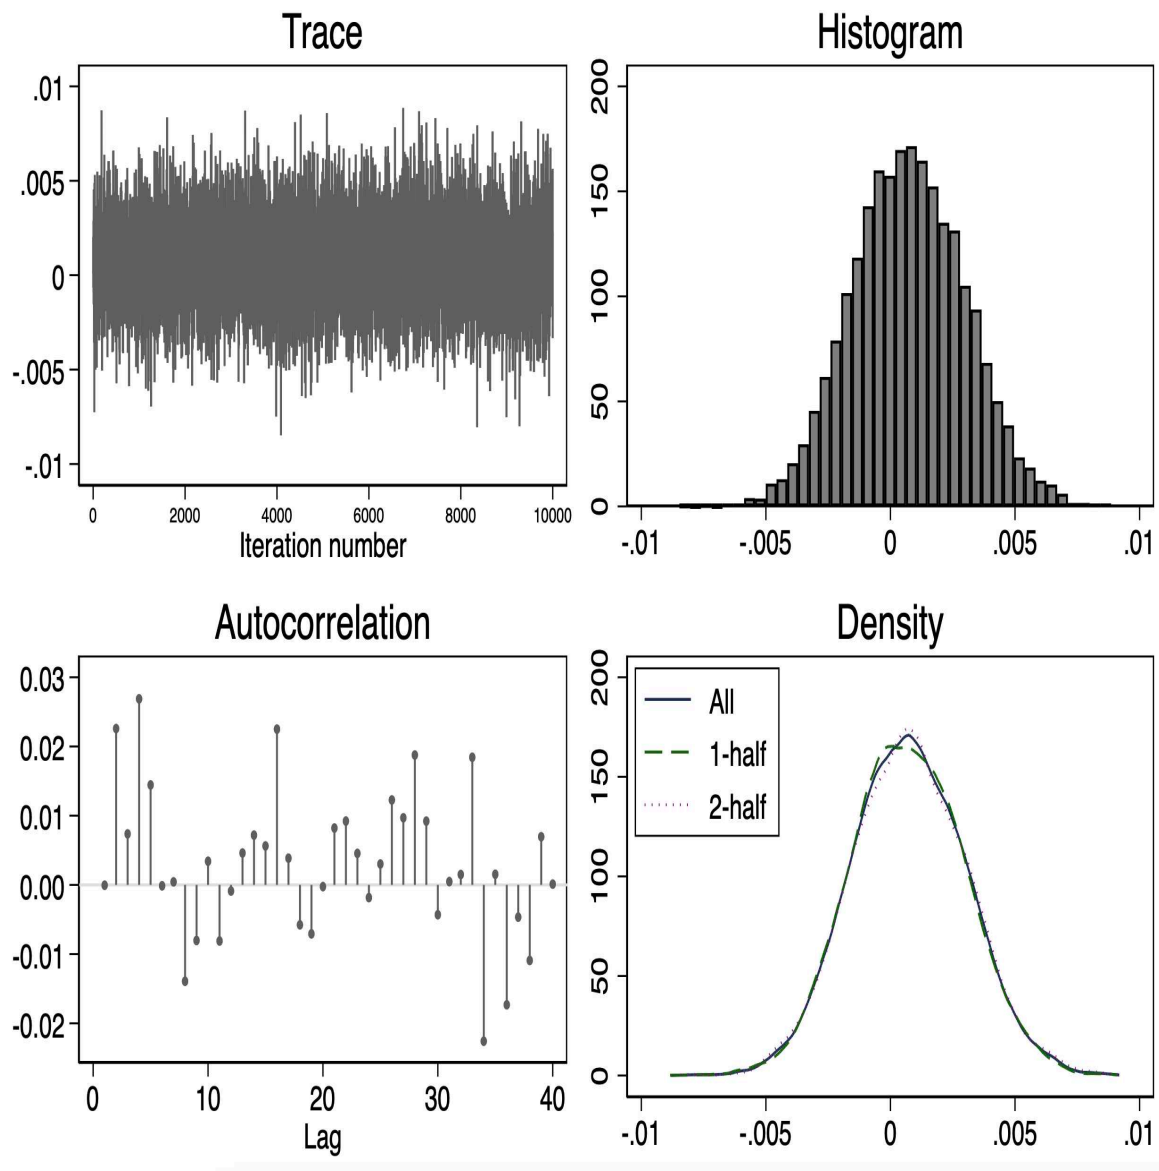 Trace
.01
.005
0
-.005
-.01
0 2000 4000 6000 8000 10000
Iteration number
Histogram
200
150
100
50
0
-.01 -.005 0 .005 .01
Autocorrelation
0.03
0.02
0.01
0.00
-0.01
-0.02
0 10 20 30 40
Lag
Density
200
150
100
50
0
All
1-half
2-half
-.01 -.005 0 .005 .01